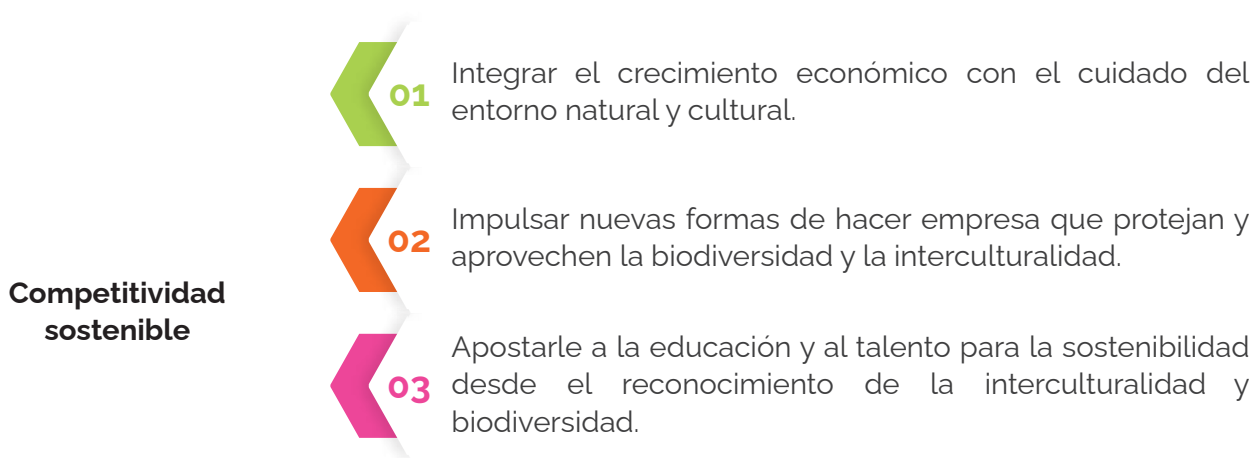 Competitividad
sostenible
01
Integrar el crecimiento económico con el cuidado del
entorno natural y cultural.
02
Impulsar nuevas formas de hacer empresa que protejan y
aprovechen la biodiversidad y la interculturalidad.
03
Apostarle a la educación y al talento para la sostenibilidad
desde el reconocimiento de la interculturalidad y
biodiversidad.